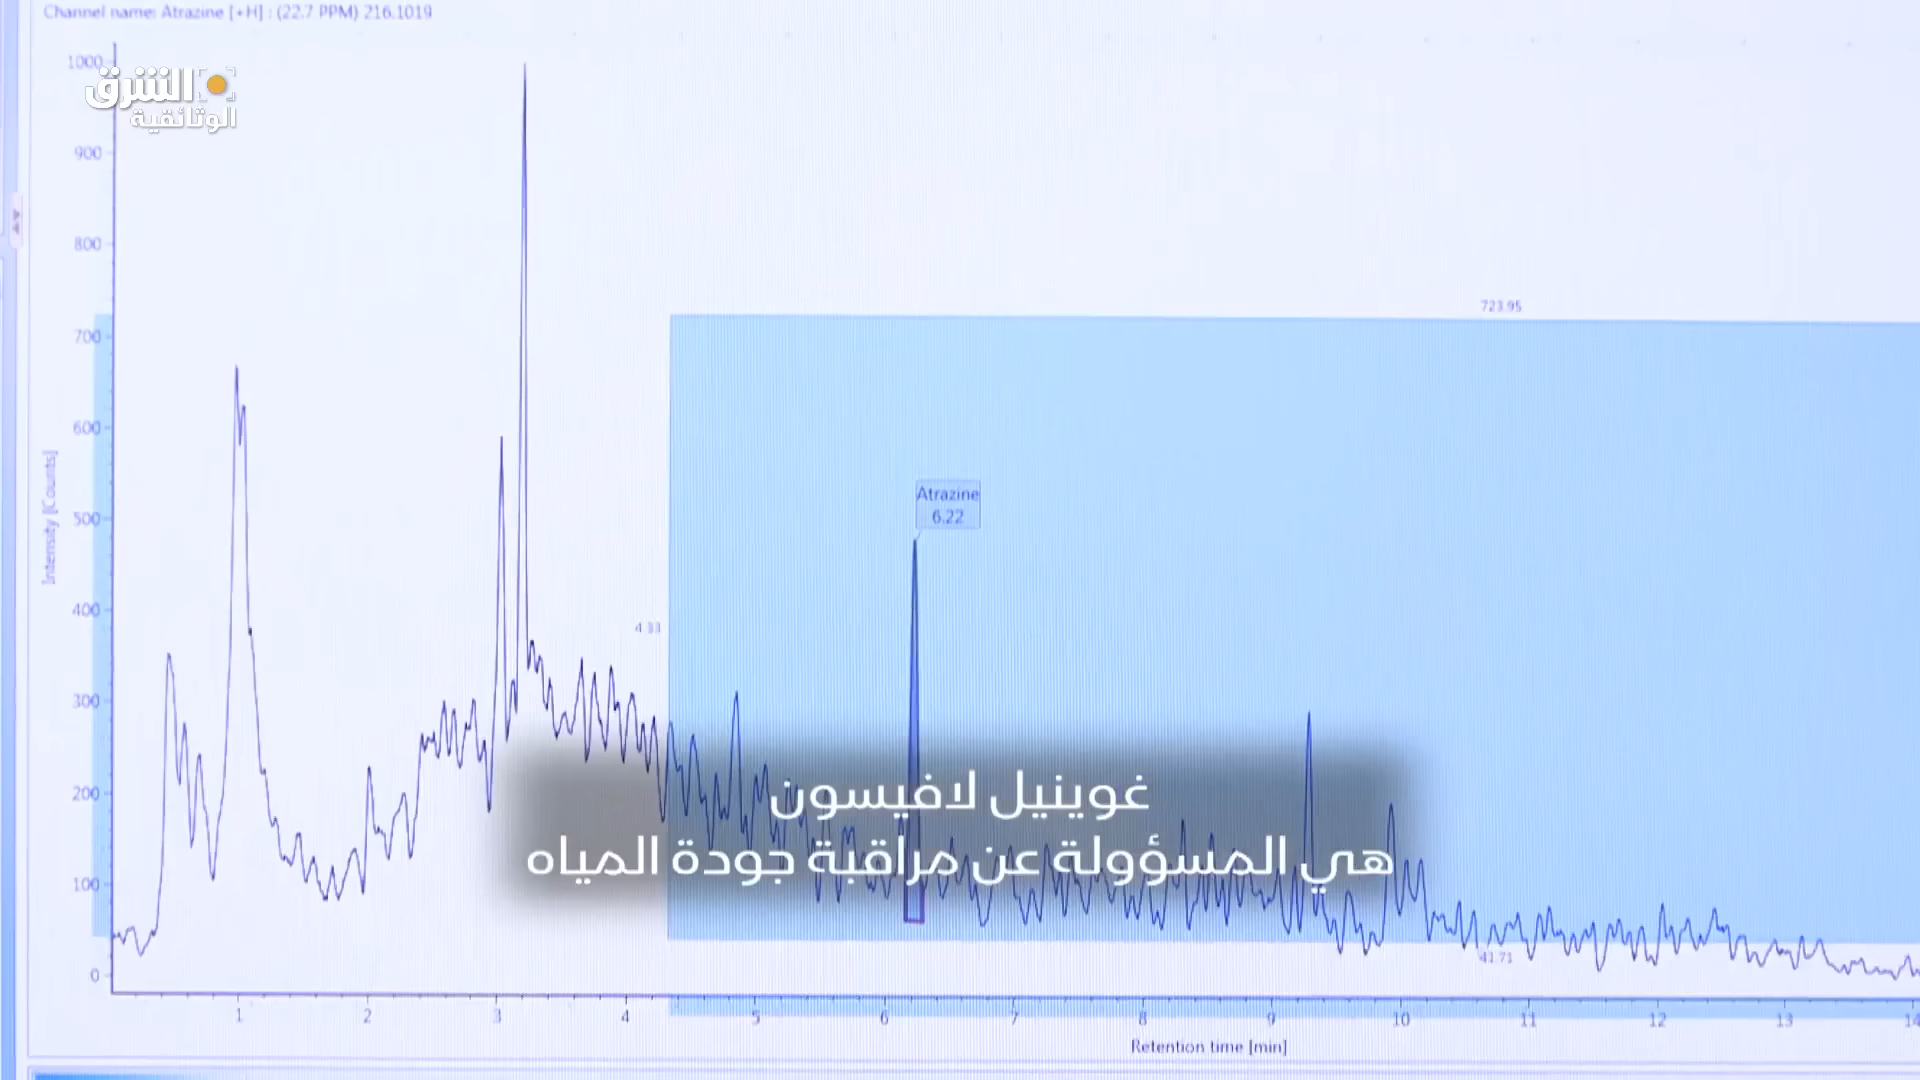 Channel name: Atrazine [+H] : (22.7 PPM) 216.1019
الشرق
الوثائقية
1000
900
800
700
600
500
400
300
200
100
0
Intensity [Counts]
723.95
4.33
Atrazine
6.22
41.71
1 2 3 4 5 6 7 8 9 10 11 12 13 14
Retention time [min]
غوينيل لافيسون
هي المسؤولة عن مراقبة جودة المياه